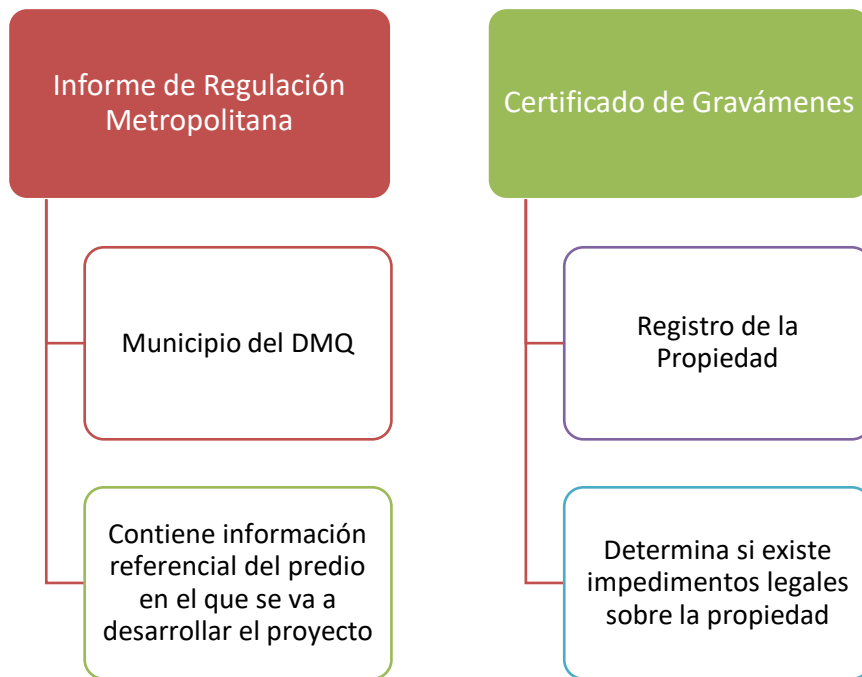 Informe de Regulación
Metropolitana
Municipio del DMQ
Contiene información
referencial del predio
en el que se va a
desarrollar el proyecto
Certificado de Gravámenes
Registro de la
Propiedad
Determina si existe
impedimentos legales
sobre la propiedad